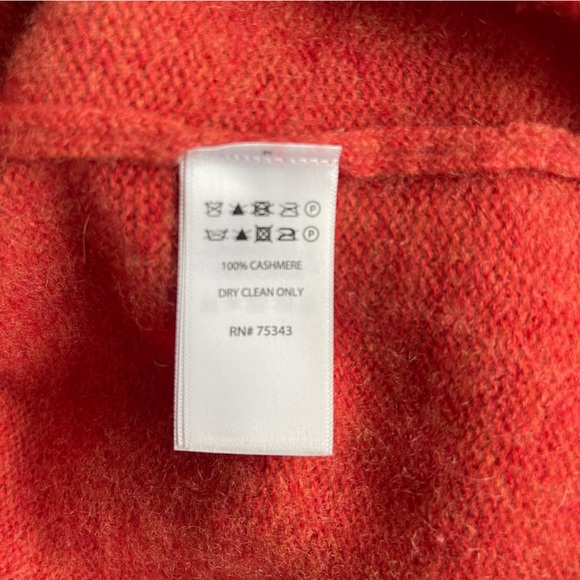 P
P
100% CASHMERE
DRY CLEAN ONLY
RN# 75343